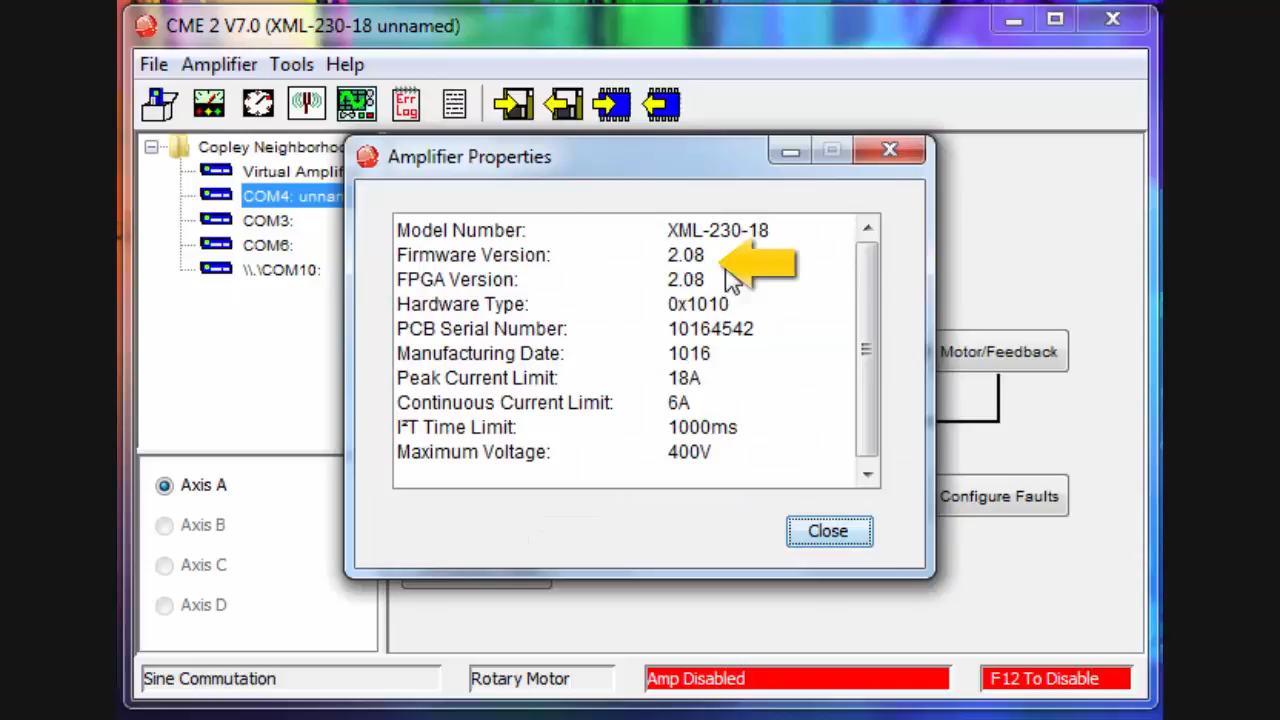 CME 2 V7.0 (XML-230-18 unnamed)
File Amplifier Tools Help
Err
Log
Copley Neighborhoo
Virtual Amplif
COM4: unnar
COM3:
COM6:
\\.\COM10:
Axis A
Axis B
Axis C
Axis D
Amplifier Properties
Model Number: XML-230-18
Firmware Version: 2.08
FPGA Version: 2.08
Hardware Type: 0x1010
PCB Serial Number: 10164542
Manufacturing Date: 1016
Peak Current Limit: 18A
Continuous Current Limit: 6A
I²T Time Limit: 1000ms
Maximum Voltage: 400V
Close
Motor/Feedback
Configure Faults
Sine Commutation
Rotary Motor
Amp Disabled
F12 To Disable